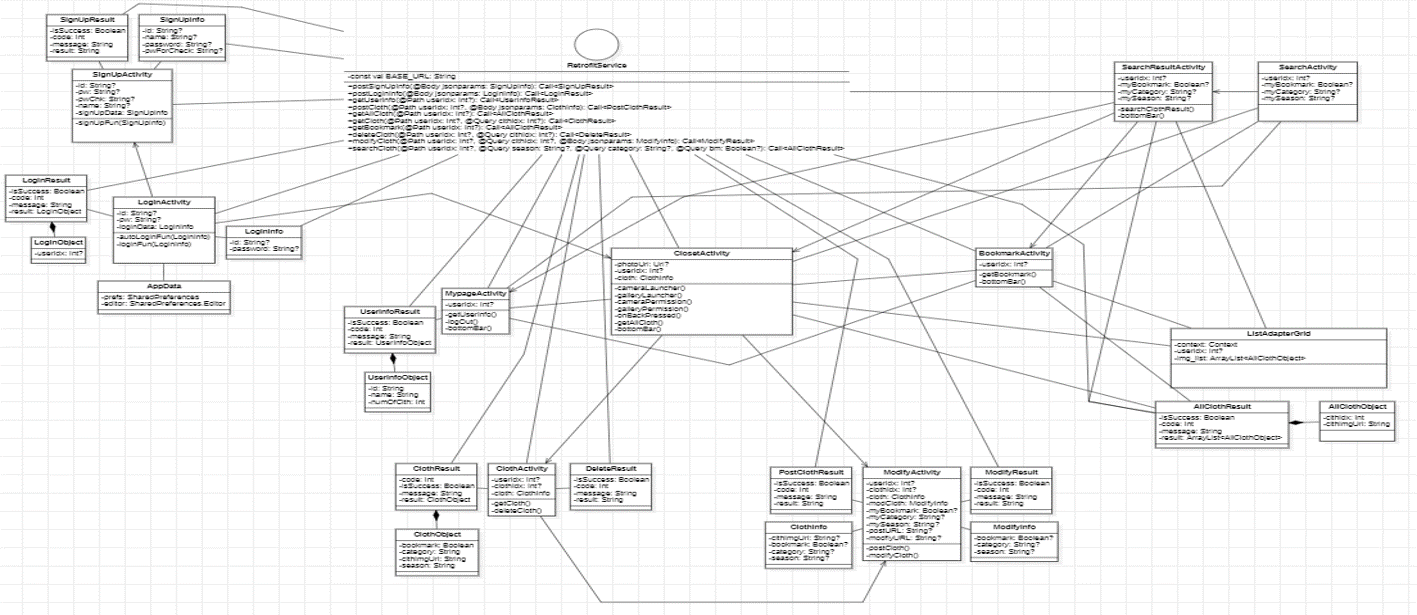 SignUpResult
-isSuccess: Boolean
-code: Int
-message: String
-result: String
SignUpInfo
-id: String?
-name: String?
-password: String?
-pwForCheck: String?
SignUpActivity
-id: String?
-pw: String?
-pwChk: String?
-name: String?
-signUpData: SignUpInfo
-signUpFun(SignUpInfo)
RetrofitService
-const val BASE_URL: String
+postSignUpInfo(@Body jsonparams: SignUpInfo): Call<SignUpResult>
+postLoginInfo(@Body jsonparams: LoginInfo): Call<LoginResult>
+getUserInfo(@Path userIdx: Int?): Call<UserInfoResult>
+postCloth(@Path userIdx: Int?, @Body jsonparams: ClothInfo): Call<PostClothResult>
+getAllCloth(@Path userIdx: Int?): Call<AllClothResult>
+getCloth(@Path userIdx: Int?, @Query clthIdx: Int?): Call<ClothResult>
+getBookmark(@Path userIdx: Int?): Call<AllClothResult>
+deleteCloth(@Path userIdx: Int?, @Query clthIdx: Int?): Call<DeleteResult>
+modifyCloth(@Path userIdx: Int?, @Query clthIdx: Int?, @Body jsonparams: ModifyInfo): Call<ModifyResult>
+searchCloth(@Path userIdx: Int?, @Query season: String?, @Query category: String?, @Query bm: Boolean?): Call<AllClothResult>
SearchResultActivity
-userIdx: Int?
-myBookmark: Boolean?
-myCategory: String?
-mySeason: String?
-searchClothResult()
-bottomBar()
SearchActivity
-userIdx: Int?
-myBookmark: Boolean?
-myCategory: String?
-mySeason: String?
LoginResult
-isSuccess: Boolean
-code: Int
-message: String
-result: LoginObject
LoginObject
-userIdx: Int?
LoginActivity
-id: String?
-pw: String?
-loginData: LoginInfo
-autoLoginFun(LoginInfo)
-loginFun(LoginInfo)
LoginInfo
-id: String?
-password: String?
AppData
-prefs: SharedPreferences
-editor: SharedPreferences.Editor
ClosetActivity
-photoUri: Uri?
-userIdx: Int?
-cloth: ClothInfo
-cameraLauncher()
-galleryLauncher()
-cameraPermission()
-galleryPermission()
-onBackPressed()
-getAllCloth()
-bottomBar()
BookmarkActivity
-userIdx: Int?
-getBookmark()
-bottomBar()
MypageActivity
-userIdx: Int?
-getUserInfo()
-logOut()
-bottomBar()
UserInfoResult
-isSuccess: Boolean
-code: Int
-message: String
-result: UserInfoObject
UserInfoObject
-id: String
-name: String
-numOfClth: Int
ListAdapterGrid
-context: Context
-userIdx: Int?
-img_list: ArrayList<AllClothObject>
AllClothResult
-isSuccess: Boolean
-code: Int
-message: String
-result: ArrayList<AllClothObject>
AllClothObject
-clthIdx: Int
-clthImgUrl: String
ClothResult
-code: Int
-isSuccess: Boolean
-message: String
-result: ClothObject
ClothActivity
-userIdx: Int?
-clothIdx: Int?
-cloth: ClothInfo
-getCloth()
-deleteCloth()
DeleteResult
-isSuccess: Boolean
-code: Int
-message: String
-result: String
ClothObject
-bookmark: Boolean
-category: String
-clthImgUrl: String
-season: String
PostClothResult
-isSuccess: Boolean
-code: Int
-message: String
-result: String
ModifyActivity
-userIdx: Int?
-clothIdx: Int?
-cloth: ClothInfo
-modCloth: ModifyInfo
-myBookmark: Boolean?
-myCategory: String?
-mySeason: String?
-postURL: String?
-modiyURL: String?
-postCloth()
-modifyCloth()
ModifyResult
-isSuccess: Boolean
-code: Int
-message: String
-result: String
ClothInfo
-clthImgUrl: String?
-bookmark: Boolean?
-category: String?
-season: String?
ModifyInfo
-bookmark: Boolean?
-category: String?
-season: String?